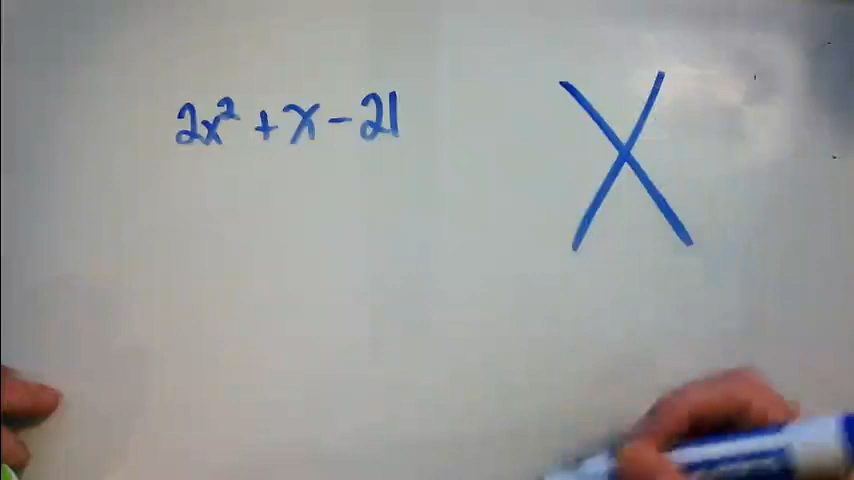 2x² + x - 21
X